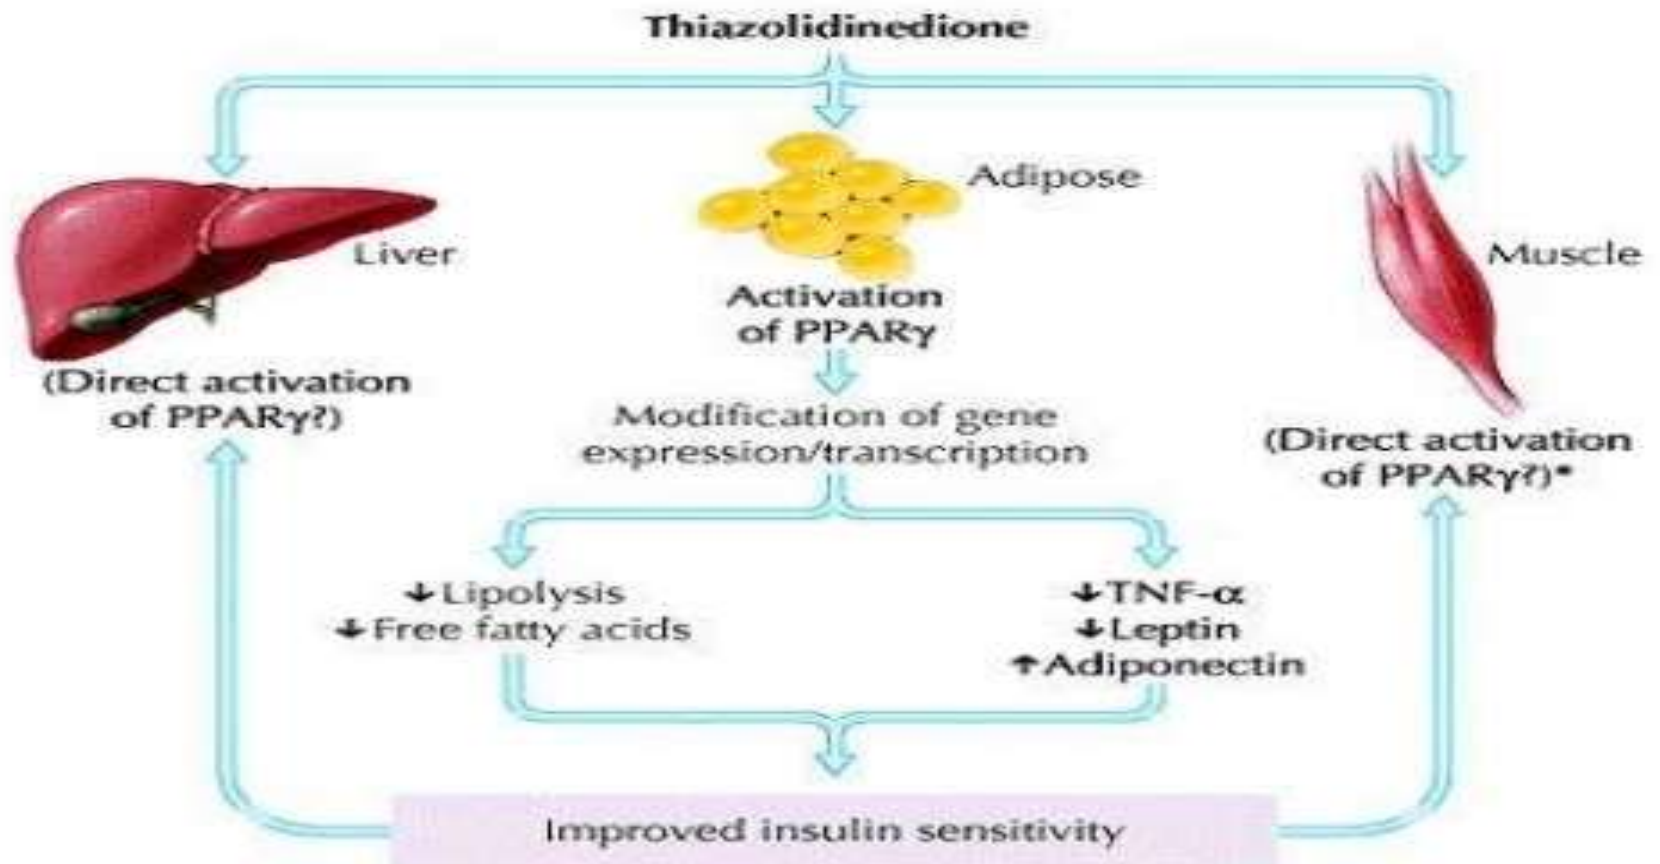 Thiazolidinedione
Liver
Adipose
Muscle
(Direct activation
of PPARγ?)
Activation
of PPARγ
(Direct activation
of PPARγ?)*
Modification of gene
expression/transcription
↓Lipolysis
↓Free fatty acids
↓TNF-α
↓Leptin
↑Adiponectin
Improved insulin sensitivity